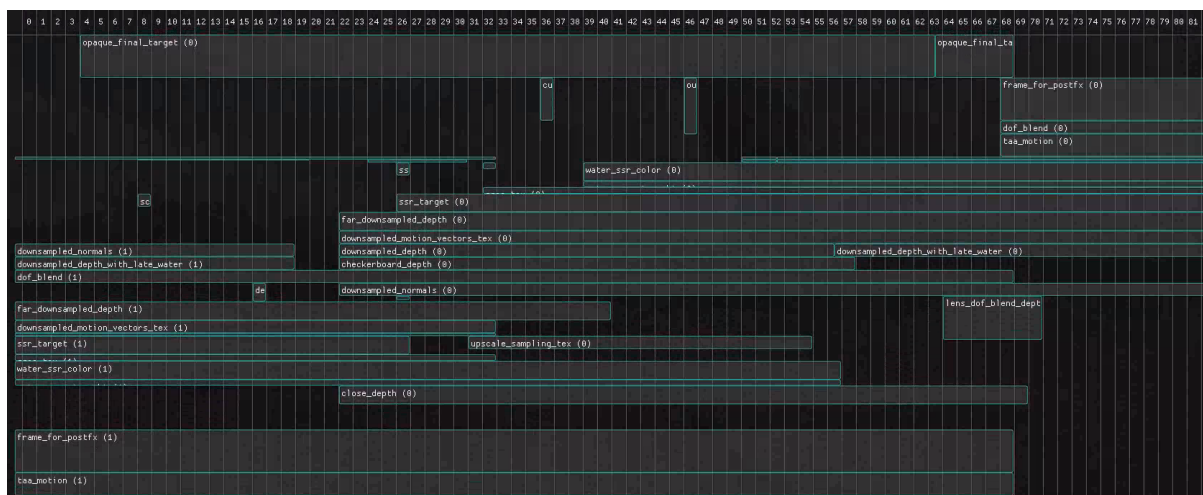 0 1 2 3 4 5 6 7 8 9 10 11 12 13 14 15 16 17 18 19 20 21 22 23 24 25 26 27 28 29 30 31 32 33 34 35 36 37 38 39 40 41 42 43 44 45 46 47 48 49 50 51 52 53 54 55 56 57 58 59 60 61 62 63 64 65 66 67 68 69 70 71 72 73 74 75 76 77 78 79 80 81
opaque_final_target (0) opaque_final_ta
cu ou frame_for_postfx (0)
dof_blend (0)
taa_motion (0)
ss water_ssr_color (0)
sc ssr_target (0)
far_downsampled_depth (0)
downsampled_motion_vectors_tex (0)
downsampled_normals (1) downsampled_depth (0) downsampled_depth_with_late_water (0)
downsampled_depth_with_late_water (1) checkerboard_depth (0)
dof_blend (1)
de downsampled_normals (0)
far_downsampled_depth (1) lens_dof_blend_dept
downsampled_motion_vectors_tex (1)
ssr_target (1) upscale_sampling_tex (0)
water_ssr_color (1)
close_depth (0)
frame_for_postfx (1)
taa_motion (1)